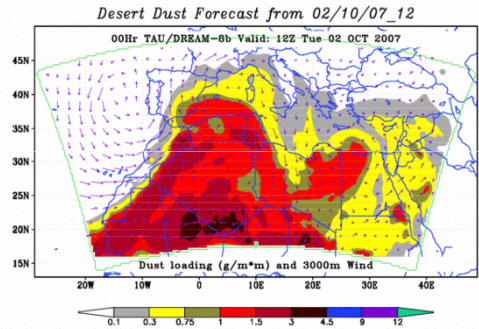 Desert Dust Forecast from 02/10/07_12
00Hr TAU/DREAM-8b Valid: 12Z Tue 02 OCT 2007
45N
40N
35N
30N
25N
20N
15N
Dust loading (g/m*m) and 3000m Wind
20W 10W 0 10E 20E 30E 40E
0.1 0.3 0.75 1 1.5 3 4.5 9 12